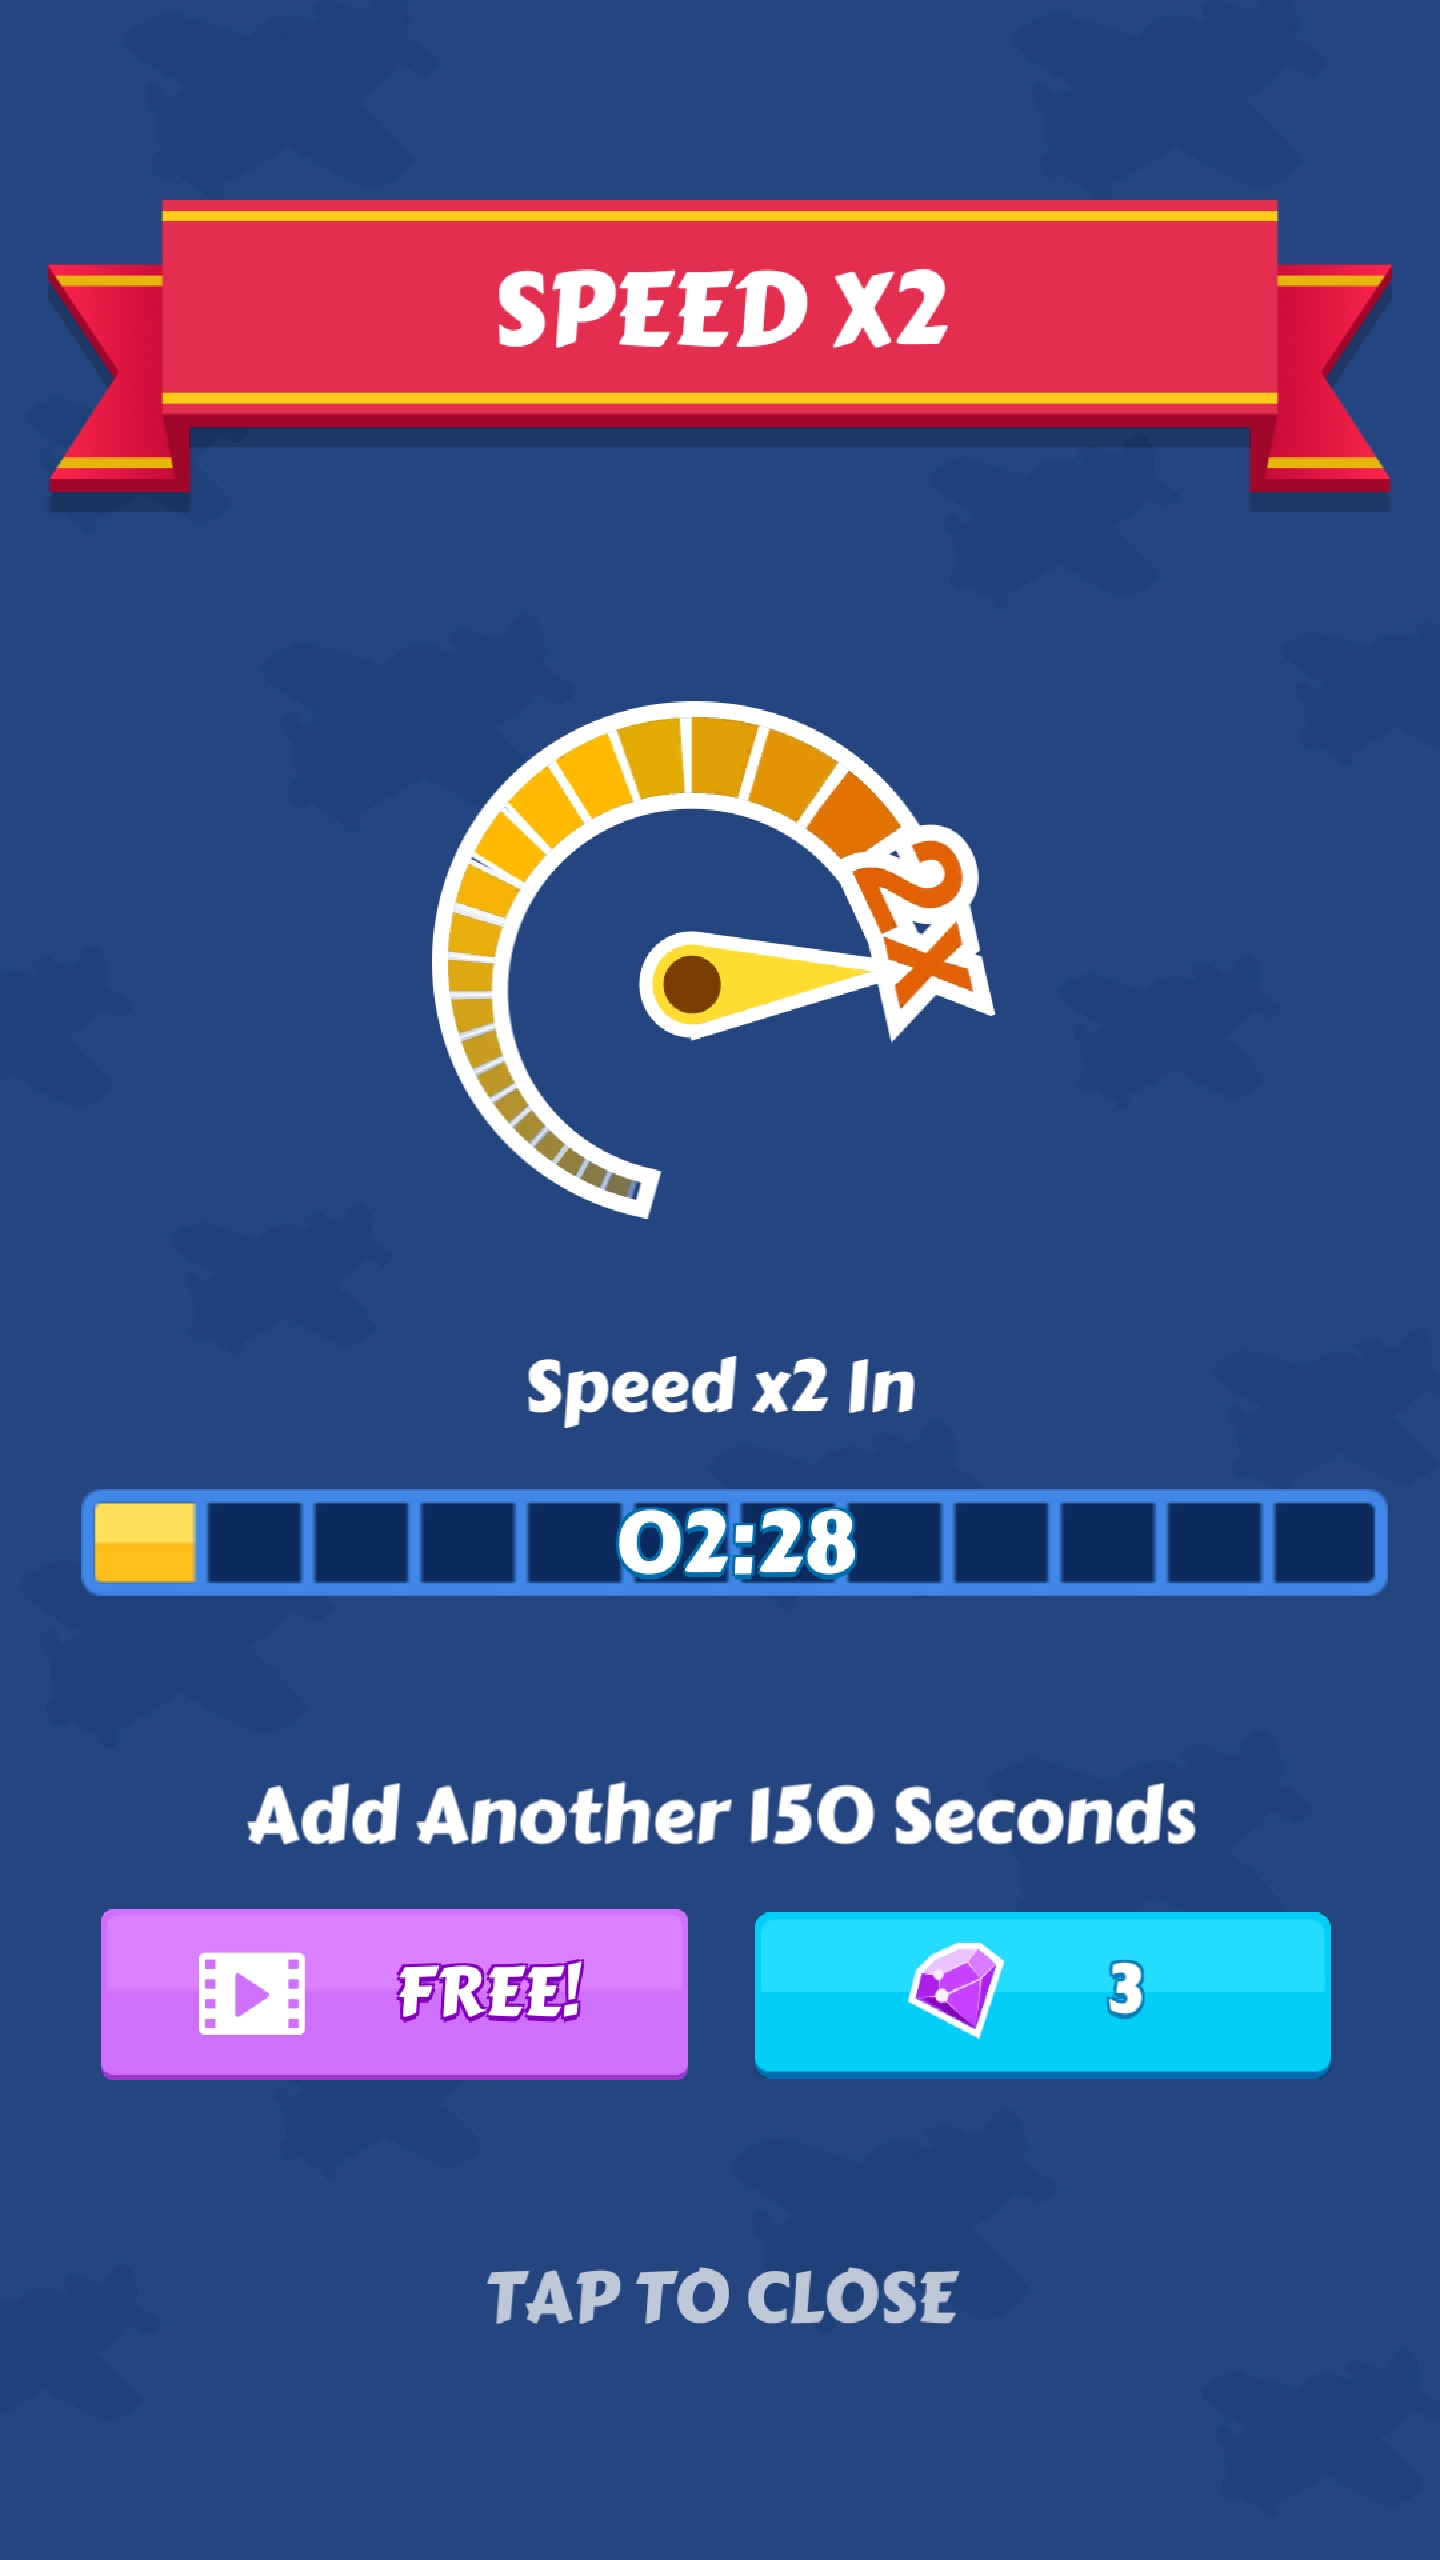 SPEED X2
2x
Speed x2 In
02:28
Add Another 150 Seconds
FREE!
3
TAP TO CLOSE